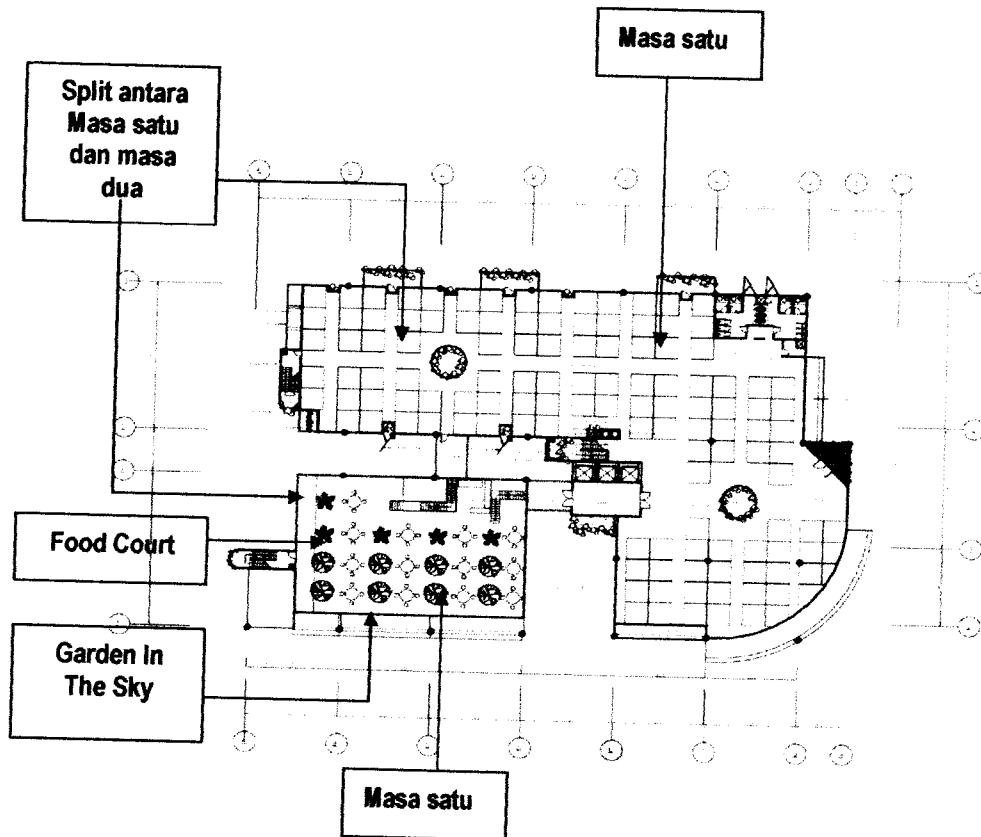 Masa satu
Split antara
Masa satu
dan masa
dua
Food Court
Garden In
The Sky
Masa satu